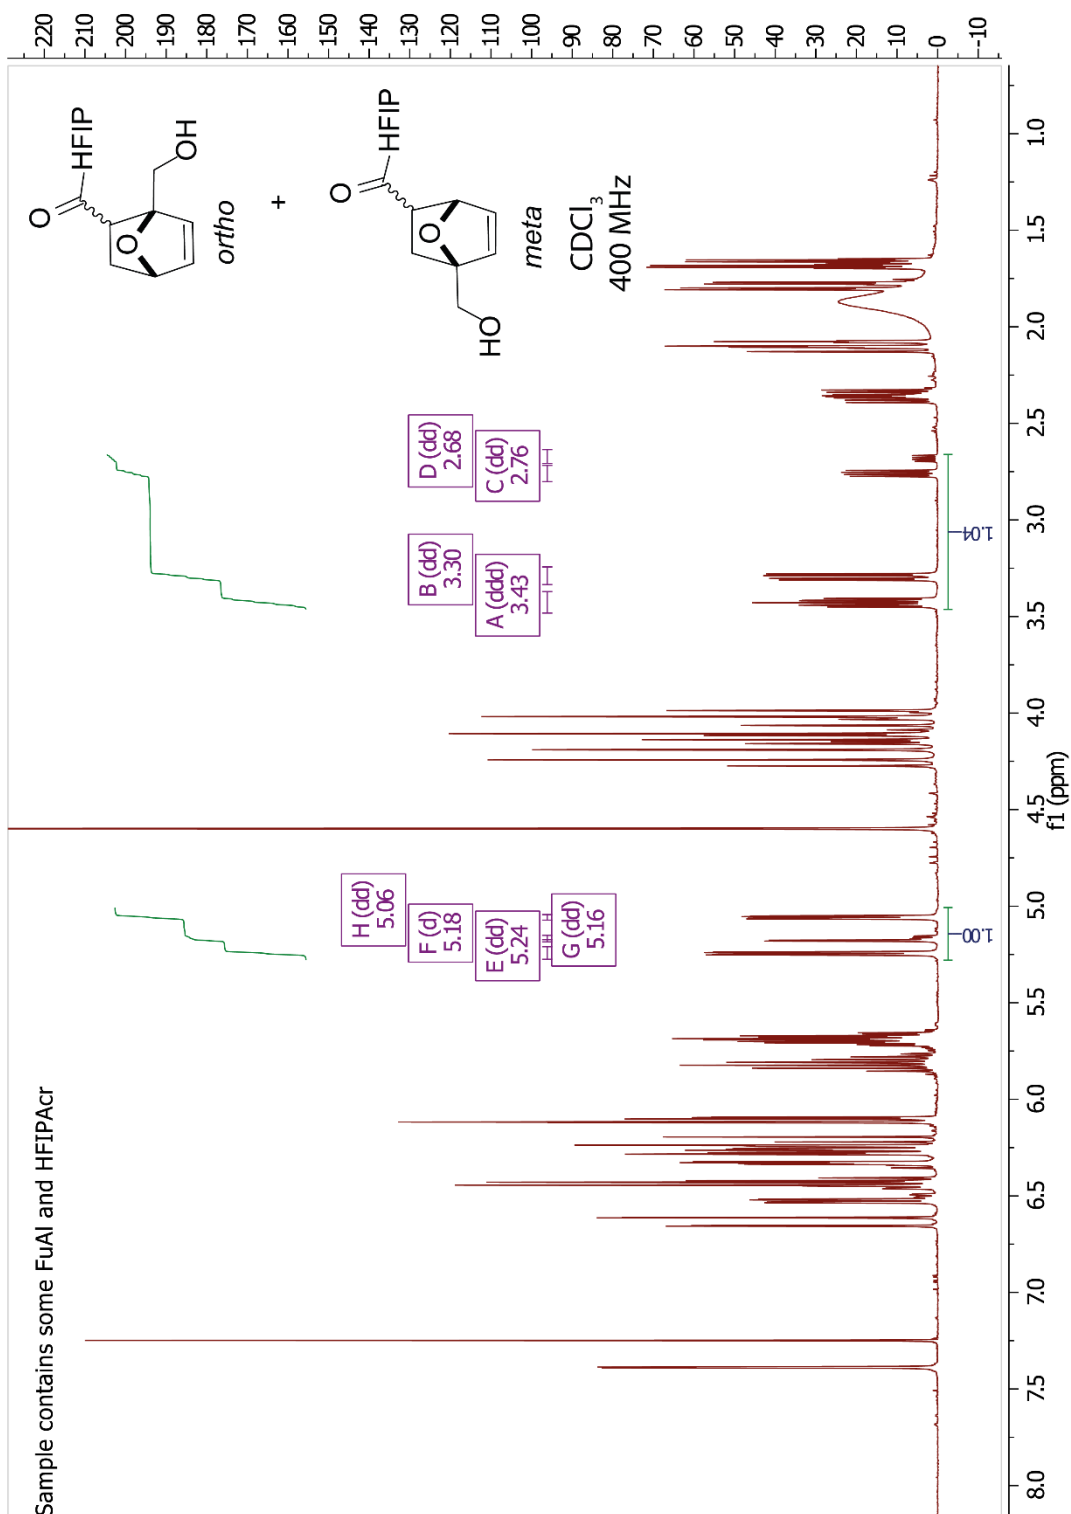 Sample contains some FuAl and HFIPAcr
O
HFIP
O
OH
ortho
+
O
HFIP
O
HO
meta
CDCl3
400 MHz
H (dd)
5.06
F (d)
5.18
E (dd)
5.24
G (dd)
5.16
B (dd)
3.30
A (ddd)
3.43
D (dd)
2.68
C (dd)
2.76
1.00
1.04
220
210
200
190
180
170
160
150
140
130
120
110
100
90
80
70
60
50
40
30
20
10
0
-10
8.0 7.5 7.0 6.5 6.0 5.5 5.0 4.5 4.0 3.5 3.0 2.5 2.0 1.5 1.0
f1 (ppm)